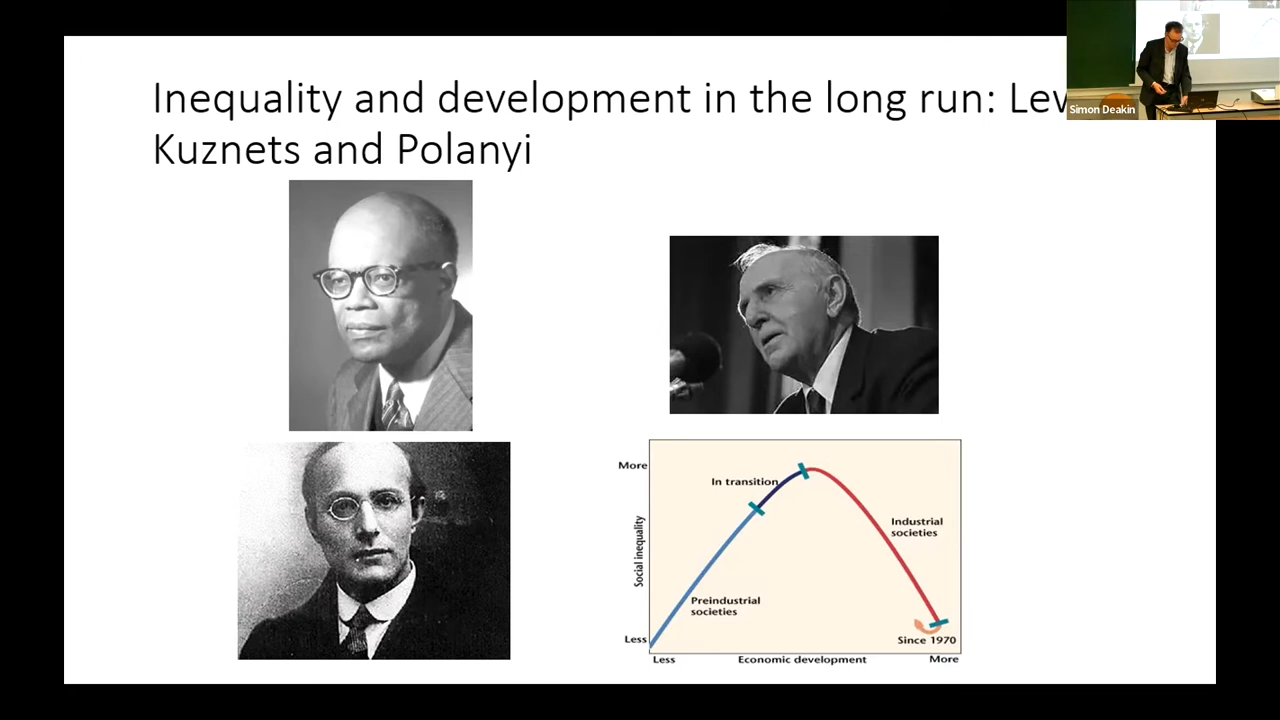 Inequality and development in the long run: Lew
Kuznets and Polanyi
Simon Deakin
More
In transition
Social inequality
Industrial
societies
Preindustrial
societies
Less
Since 1970
Less
Economic development
More